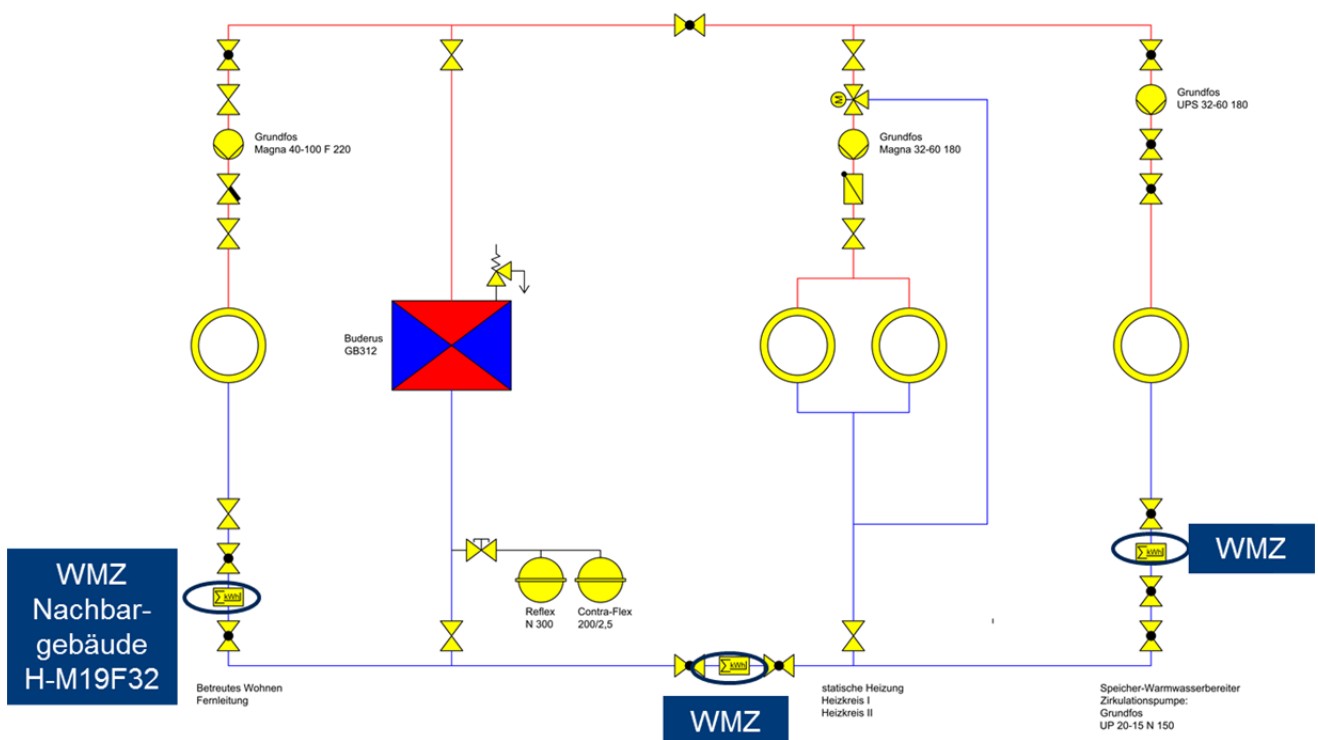 Grundfos
Magna 40-100 F 220
Grundfos
Magna 32-60 180
Grundfos
UPS 32-60 180
M
Buderus
GB312
Reflex
N 300
Contra-Flex
200/2,5
WMZ
Nachbar-
gebäude
H-M19F32
∑kWh
Betreutes Wohnen
Fernleitung
∑kWh
WMZ
statische Heizung
Heizkreis I
Heizkreis II
∑kWh
WMZ
Speicher-Warmwasserbereiter
Zirkulationspumpe:
Grundfos
UP 20-15 N 150